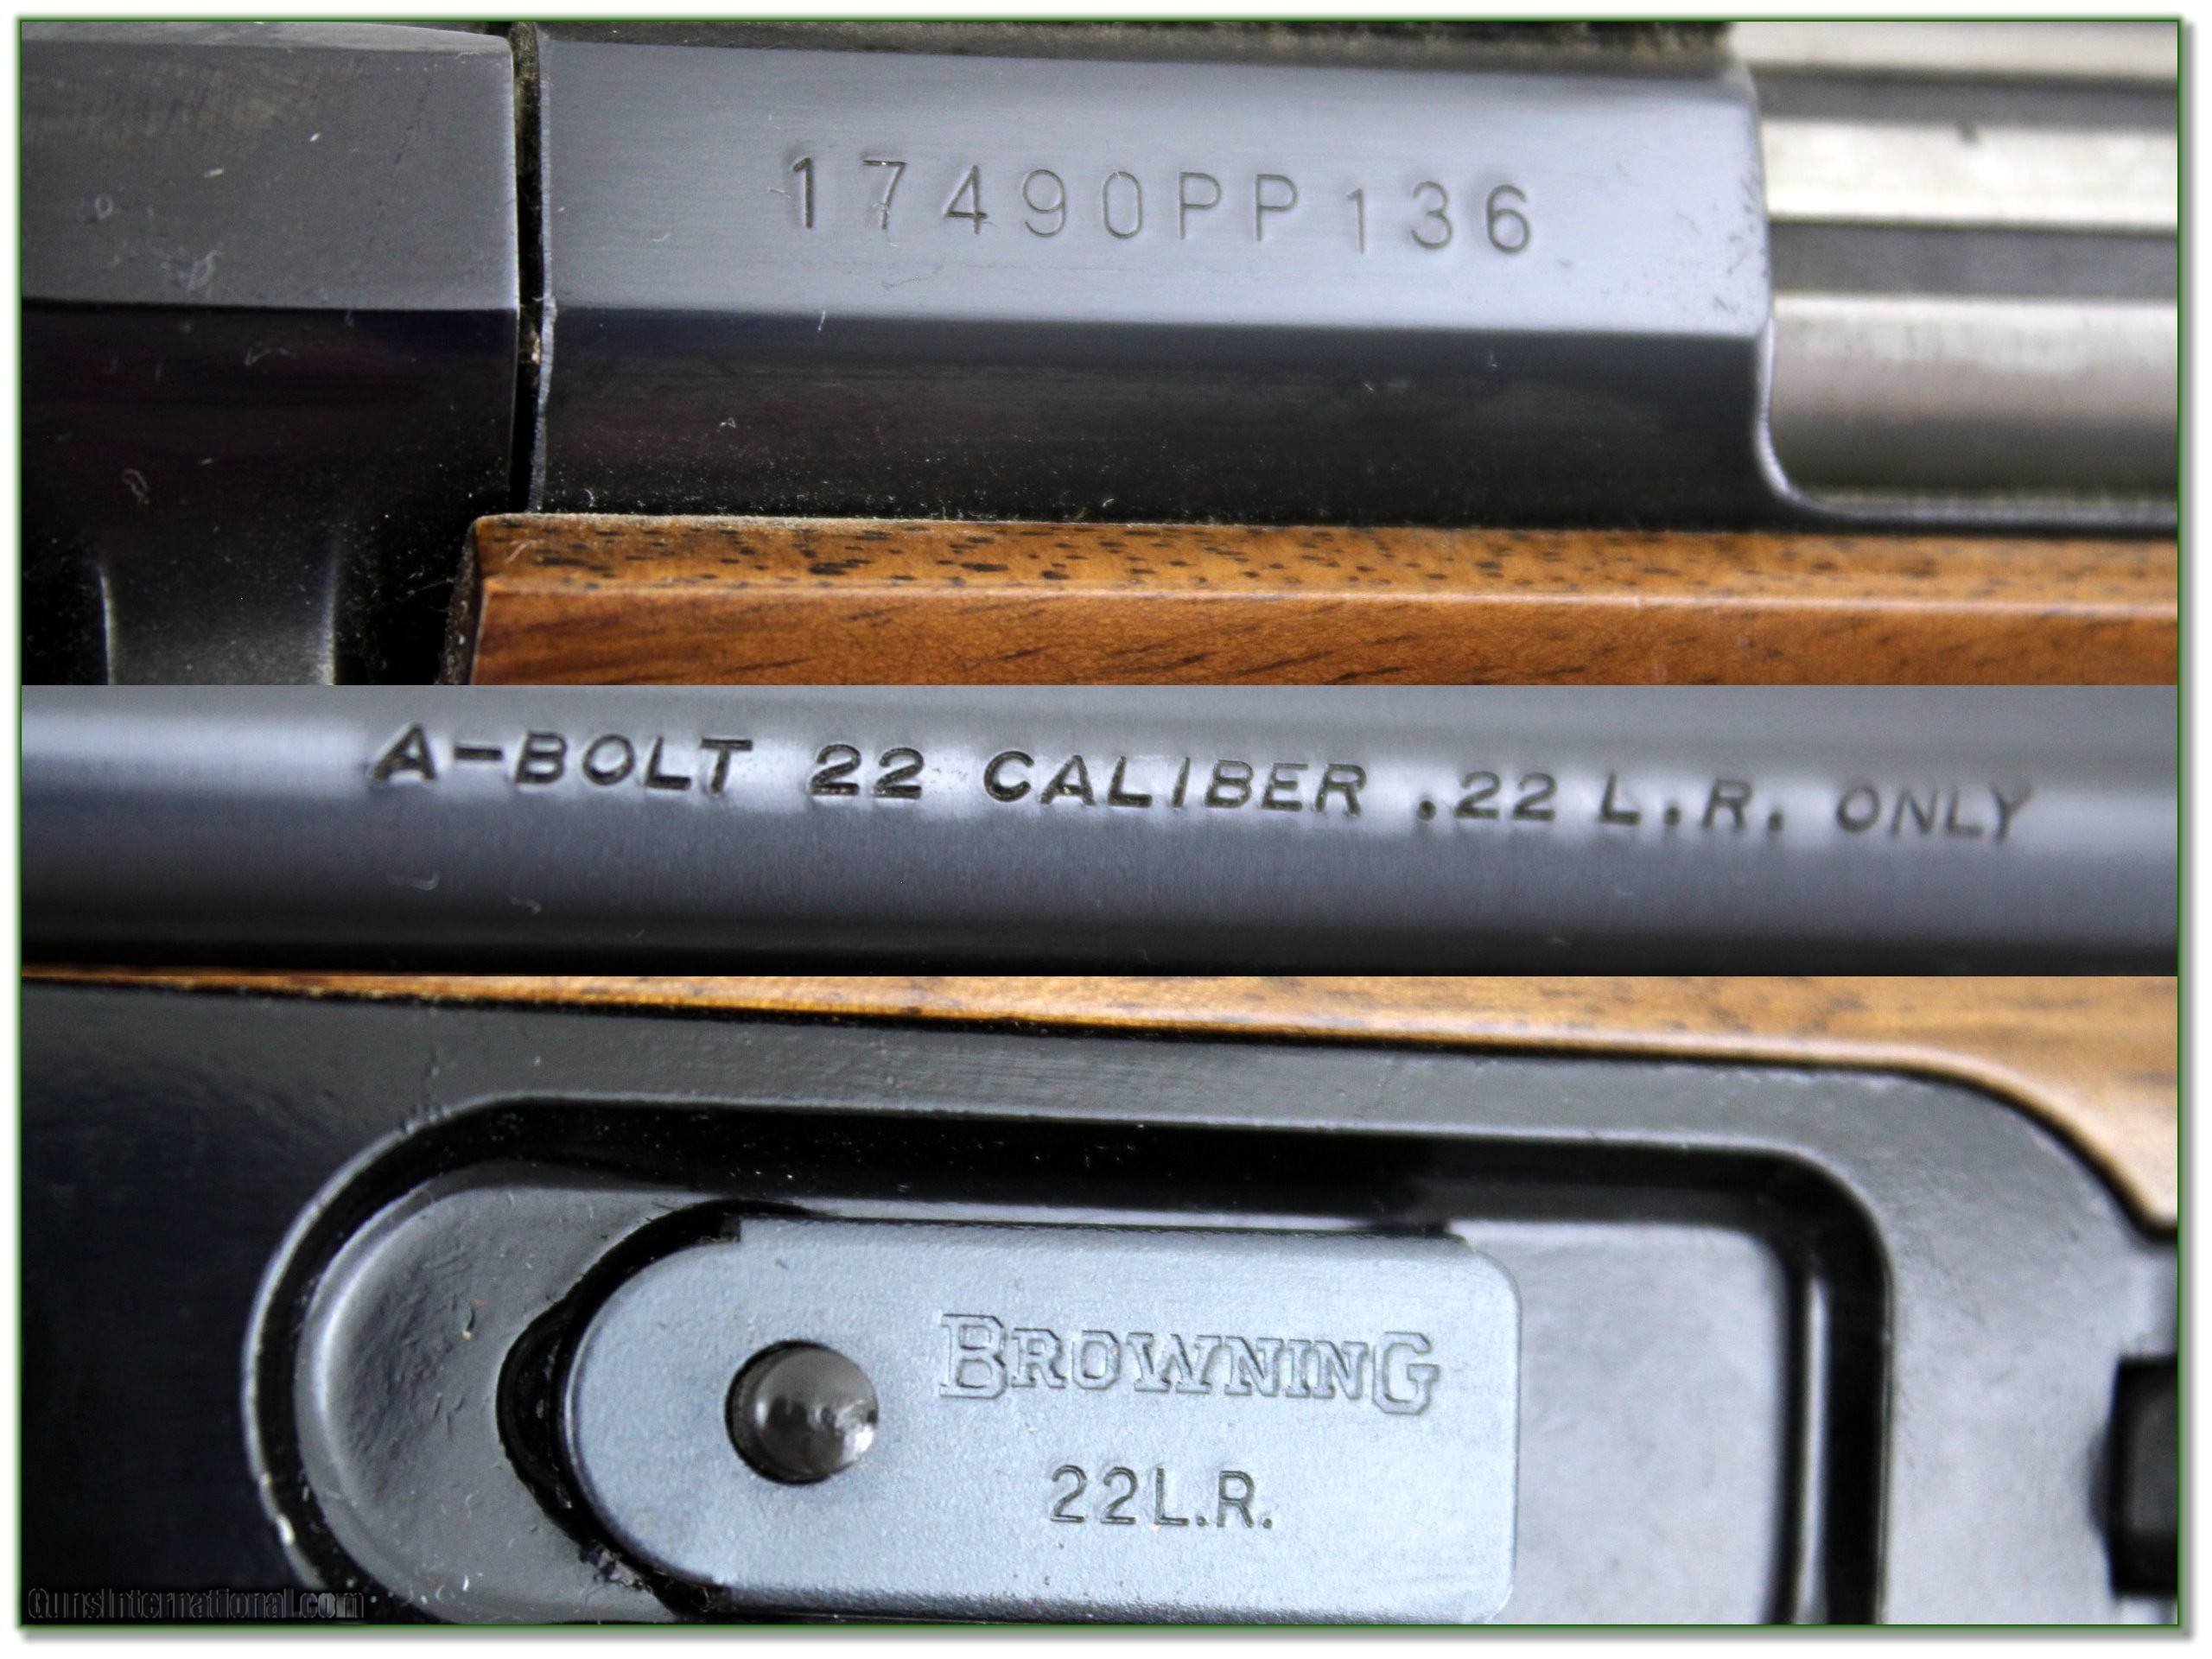 17490PP136
A-BOLT 22 CALIBER .22 L.R. ONLY
BROWNING
22L.R.
GunsInternational.com